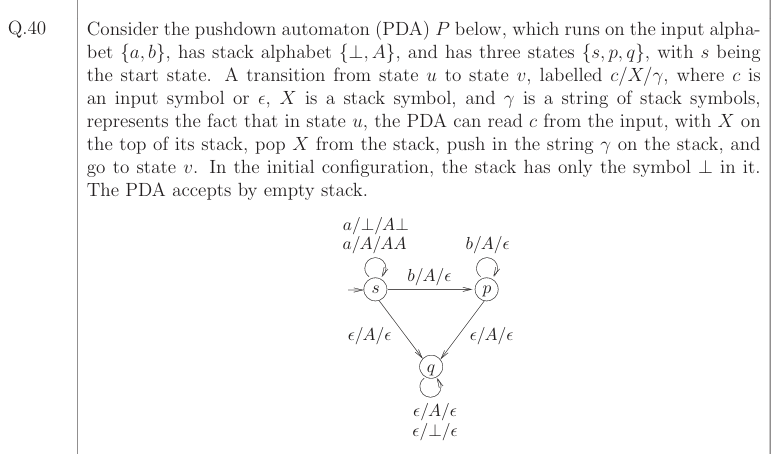 Q.40 Consider the pushdown automaton (PDA) P below, which runs on the input alpha-
bet {a, b}, has stack alphabet {⊥, A}, and has three states {s, p, q}, with s being
the start state. A transition from state u to state v, labelled c/X/γ, where c is
an input symbol or ϵ, X is a stack symbol, and γ is a string of stack symbols,
represents the fact that in state u, the PDA can read c from the input, with X on
the top of its stack, pop X from the stack, push in the string γ on the stack, and
go to state v. In the initial configuration, the stack has only the symbol ⊥ in it.
The PDA accepts by empty stack.
a/⊥/A⊥
a/A/AA b/A/ϵ
b/A/ϵ
s p
ϵ/A/ϵ ϵ/A/ϵ
q
ϵ/A/ϵ
ϵ/⊥/ϵ